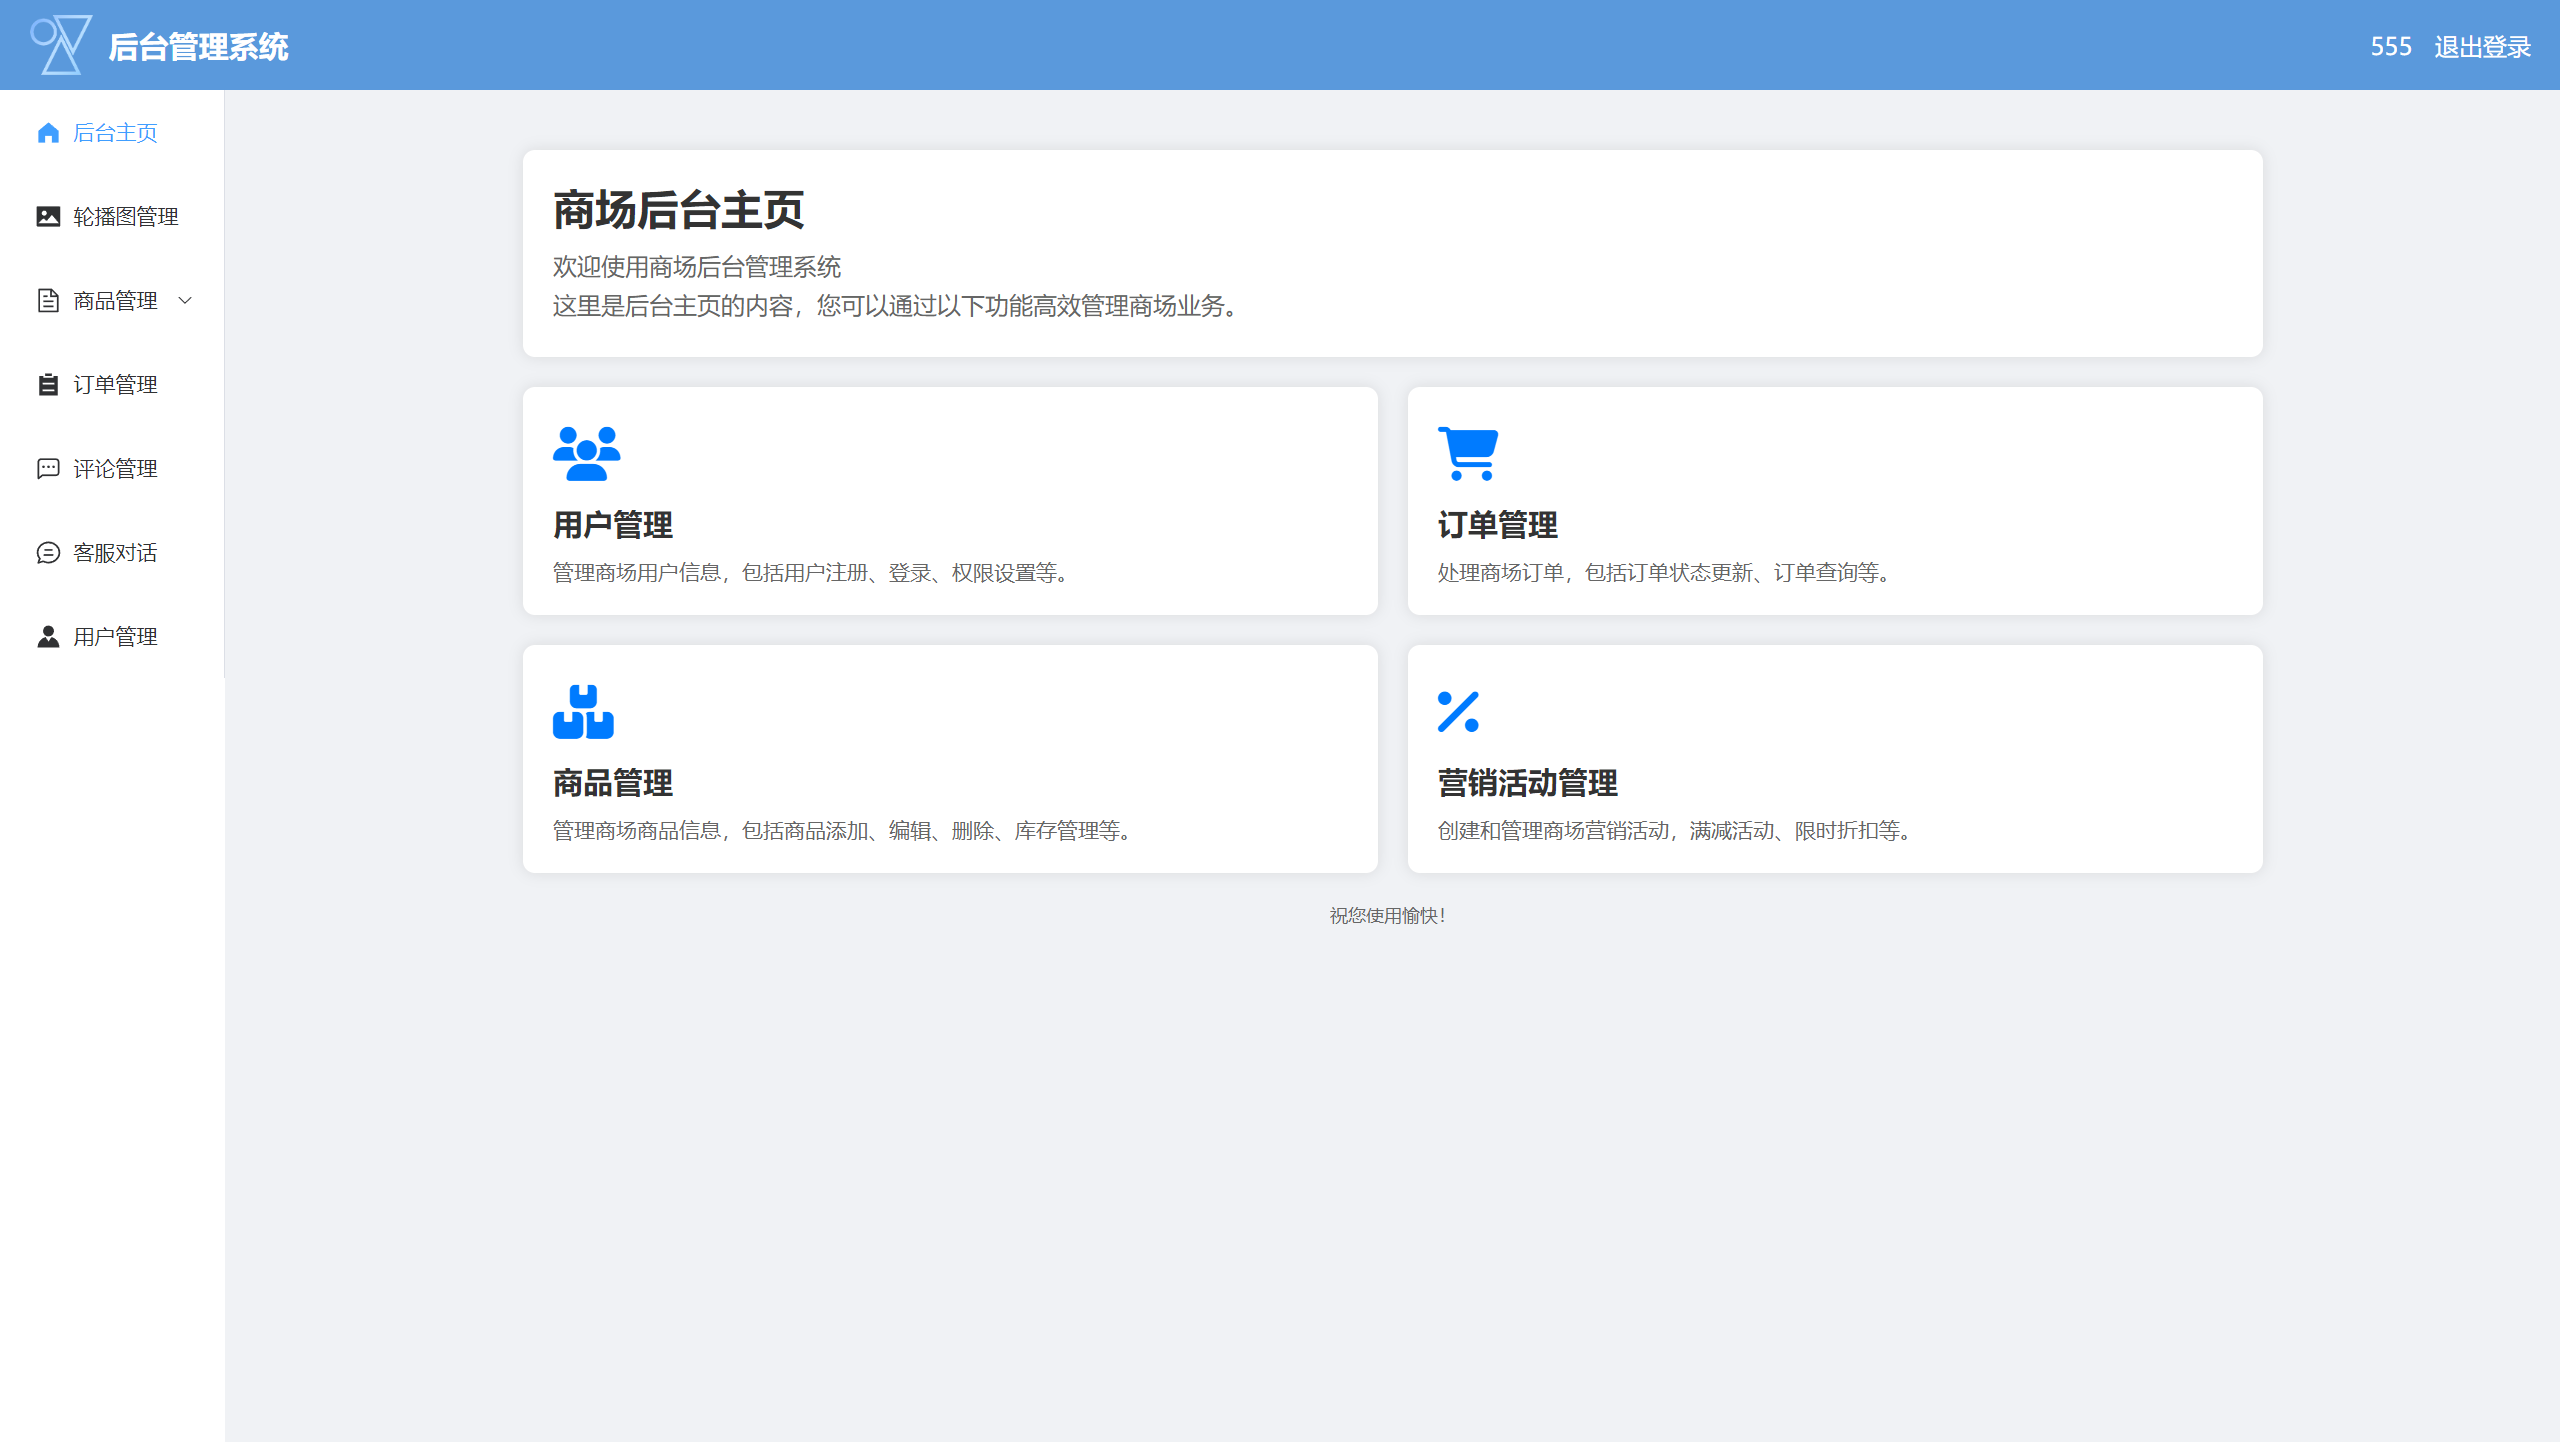 后台管理系统
555 退出登录
后台主页
轮播图管理
商品管理
订单管理
评论管理
客服对话
用户管理
商场后台主页
欢迎使用商场后台管理系统
这里是后台主页的内容，您可以通过以下功能高效管理商场业务。
用户管理
管理商场用户信息，包括用户注册、登录、权限设置等。
订单管理
处理商场订单，包括订单状态更新、订单查询等。
商品管理
管理商场商品信息，包括商品添加、编辑、删除、库存管理等。
营销活动管理
创建和管理商场营销活动，满减活动、限时折扣等。
祝您使用愉快！